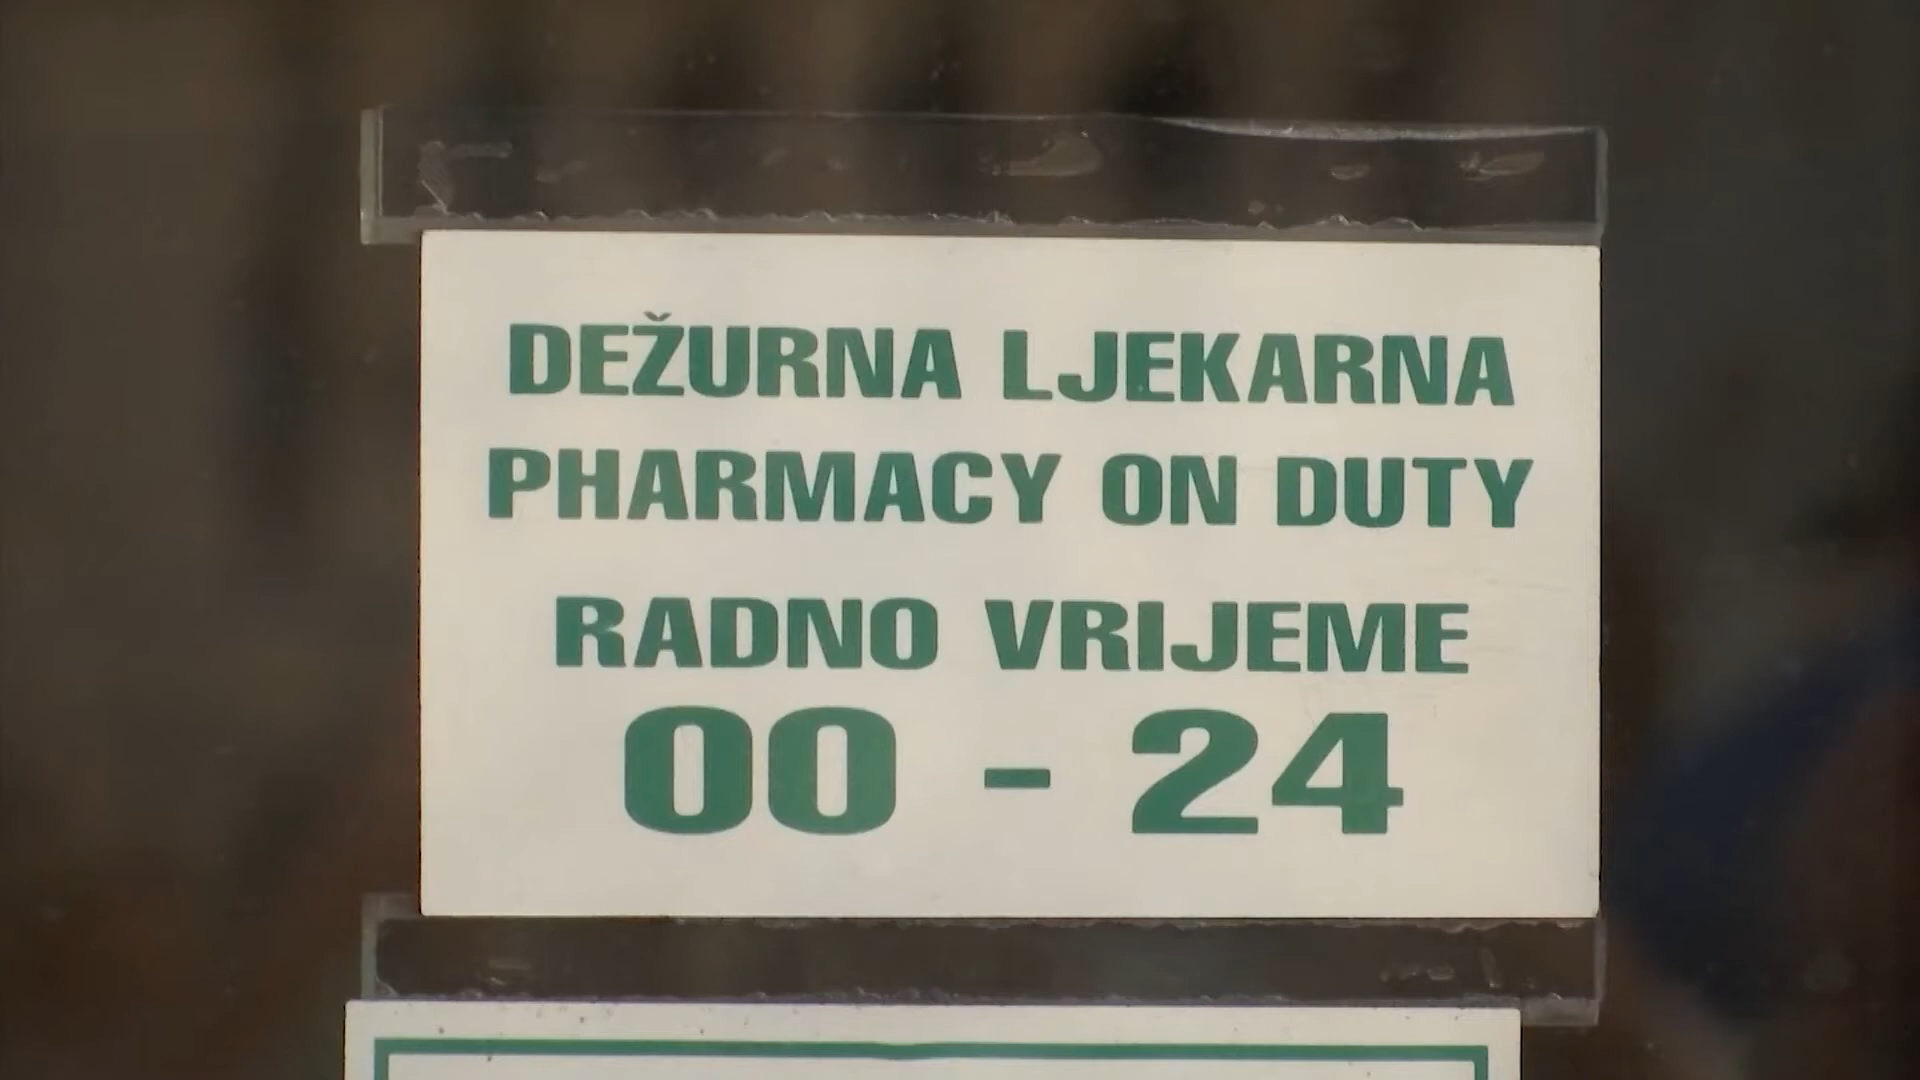 DEŽURNA LJEKARNA
PHARMACY ON DUTY
RADNO VRIJEME
00 - 24